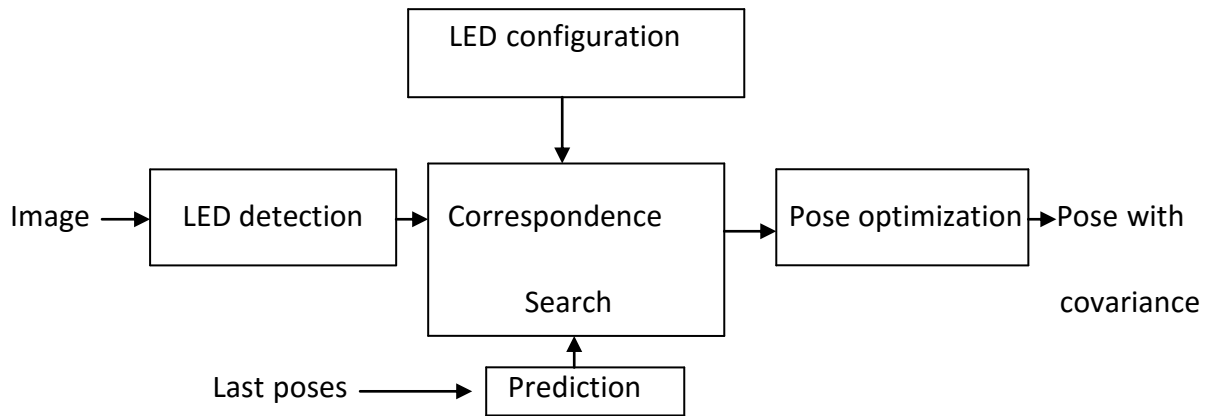 LED configuration
Image
LED detection
Correspondence
Search
Pose optimization
Pose with
covariance
Last poses
Prediction